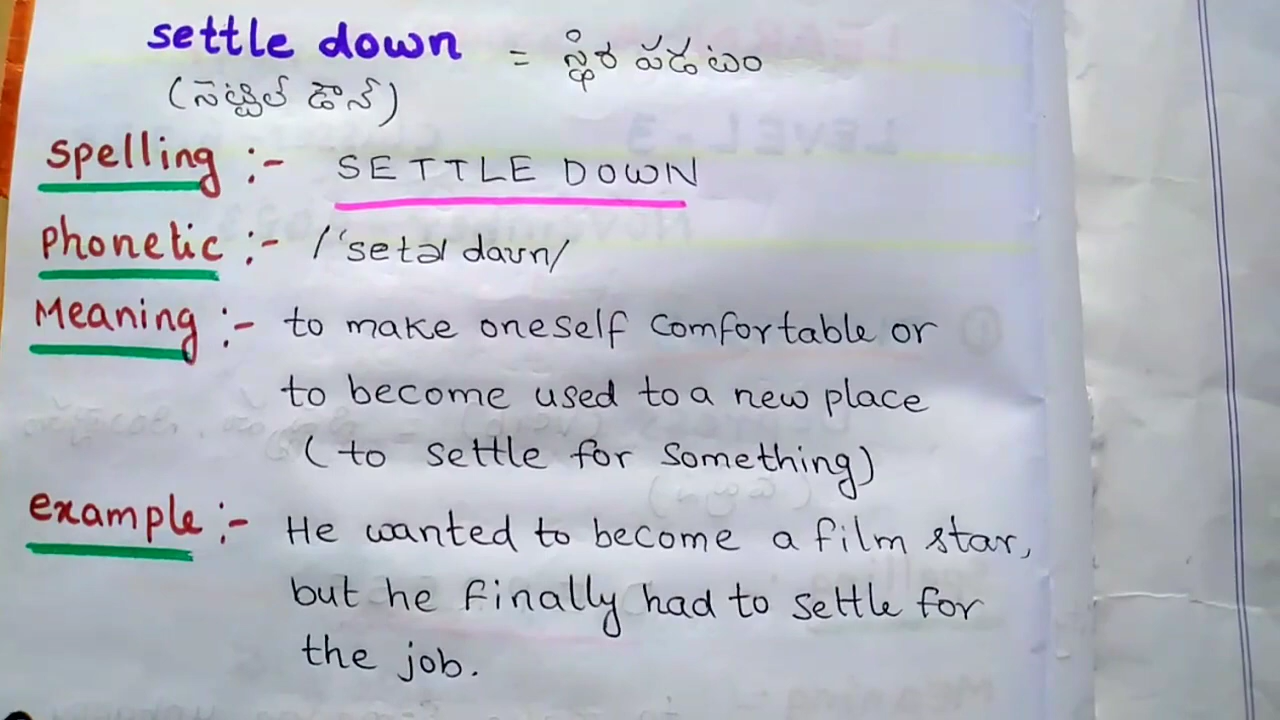 settle down = స్థిర పడటం
(సెట్టిల్ డౌన్)
spelling :- SETTLE DOWN
phonetic :- /'setəl daʊn/
Meaning :- to make oneself comfortable or
to become used to a new place
(to settle for something)
example :- He wanted to become a film star,
but he finally had to settle for
the job.